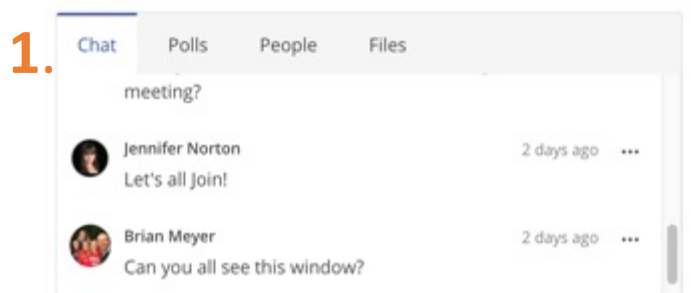 1.
Chat Polls People Files
meeting?
Jennifer Norton 2 days ago ...
Let's all Join!
Brian Meyer 2 days ago ...
Can you all see this window?